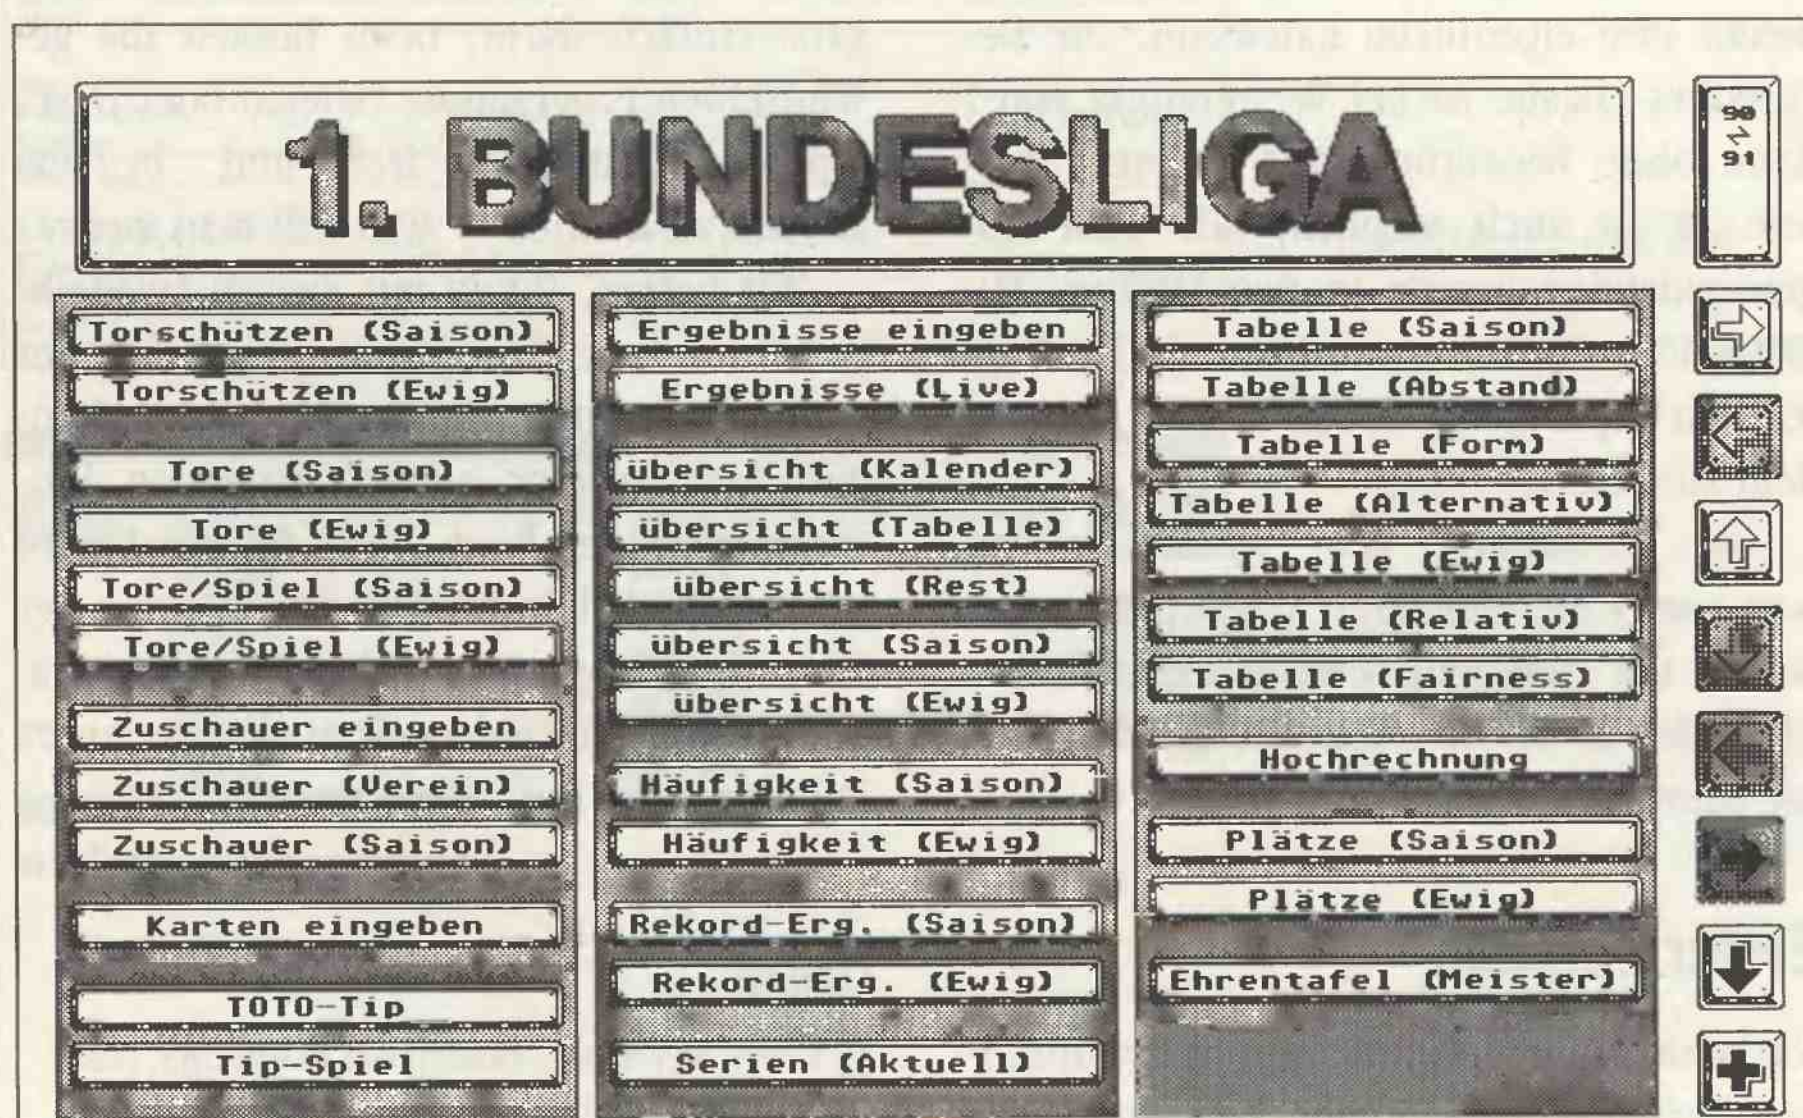 1. BUNDESLIGA
90
91
Torschützen (Saison)
Torschützen (Ewig)
Tore (Saison)
Tore (Ewig)
Tore/Spiel (Saison)
Tore/Spiel (Ewig)
Zuschauer eingeben
Zuschauer (Verein)
Zuschauer (Saison)
Karten eingeben
TOTO-Tip
Tip-Spiel
Ergebnisse eingeben
Ergebnisse (Live)
übersicht (Kalender)
übersicht (Tabelle)
übersicht (Rest)
übersicht (Saison)
übersicht (Ewig)
Häufigkeit (Saison)
Häufigkeit (Ewig)
Rekord-Erg. (Saison)
Rekord-Erg. (Ewig)
Serien (Aktuell)
Tabelle (Saison)
Tabelle (Abstand)
Tabelle (Form)
Tabelle (Alternativ)
Tabelle (Ewig)
Tabelle (Relativ)
Tabelle (Fairness)
Hochrechnung
Plätze (Saison)
Plätze (Ewig)
Ehrentafel (Meister)